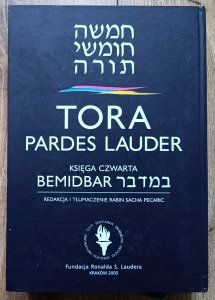 חמשה
חומשי
תורה
TORA
PARDES LAUDER
KSIĘGA CZWARTA
BEMIDBAR במדבר
REDAKCJA I TŁUMACZENIE RABIN SACHA PECARIC
Fundacja Ronalda S. Laudera
KRAKÓW 2005